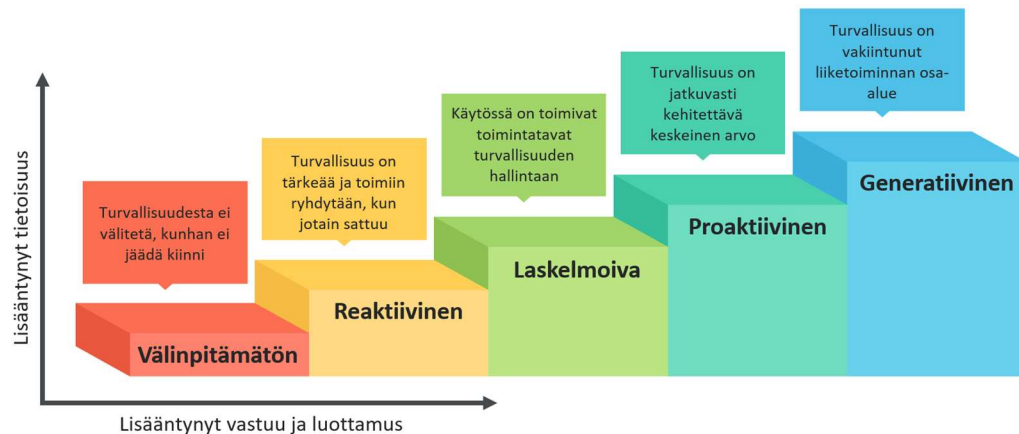 Turvallisuus on
vakiintunut
liiketoiminnan osa-
alue
Turvallisuus on
jatkuvasti
kehitettävä
keskeinen arvo
Käytössä on toimivat
toimintatavat
turvallisuuden
hallintaan
Turvallisuus on
tärkeää ja toimiin
ryhdytään, kun
jotain sattuu
Turvallisuudesta ei
välitetä, kunhan ei
jäädä kiinni
Generatiivinen
Proaktiivinen
Laskelmoiva
Reaktiivinen
Välinpitämätön
Lisääntynyt tietoisuus
Lisääntynyt vastuu ja luottamus